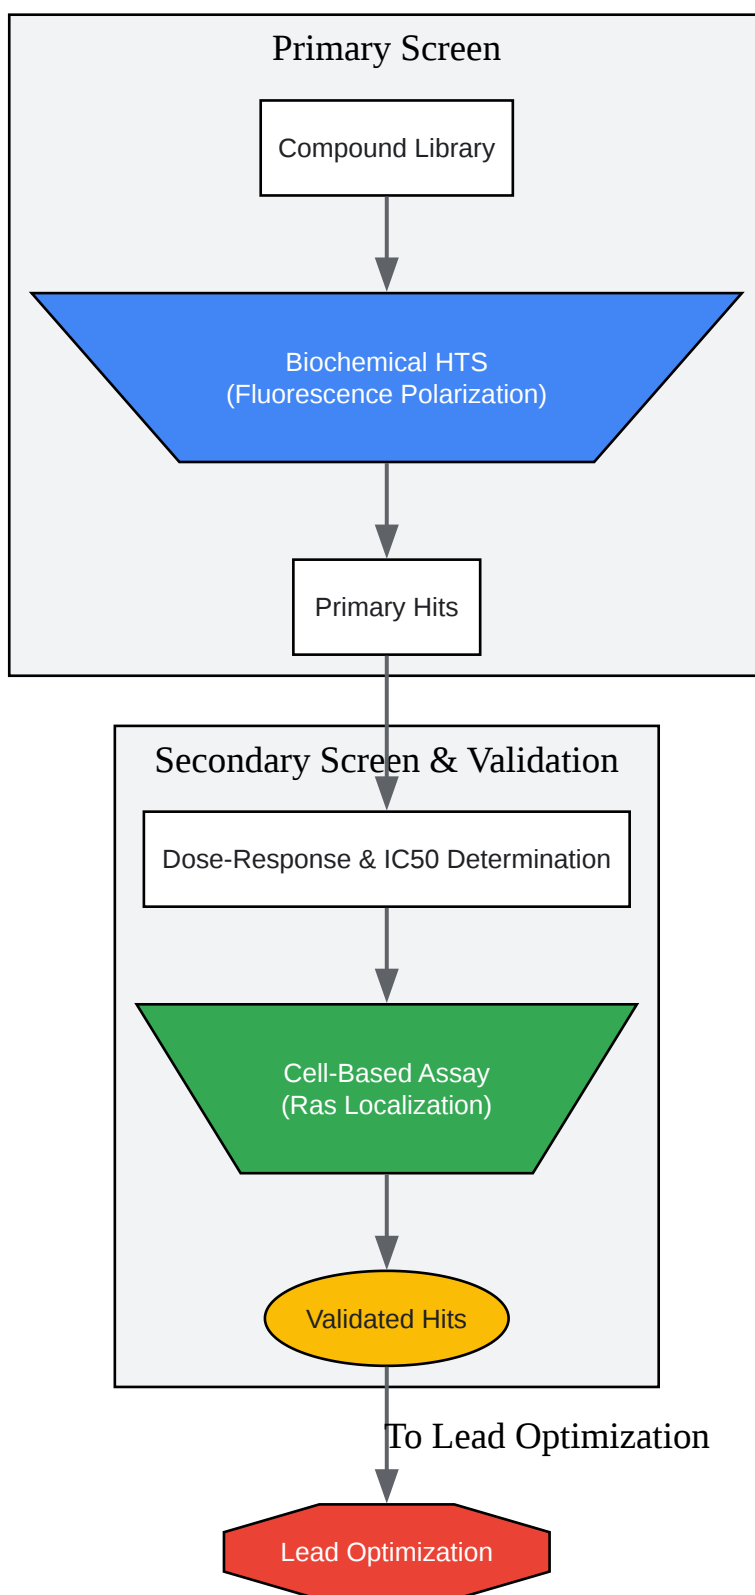 Primary Screen
Compound Library
Biochemical HTS
(Fluorescence Polarization)
Primary Hits
Secondary Screen & Validation
Dose-Response & IC50 Determination
Cell-Based Assay
(Ras Localization)
Validated Hits
To Lead Optimization
Lead Optimization